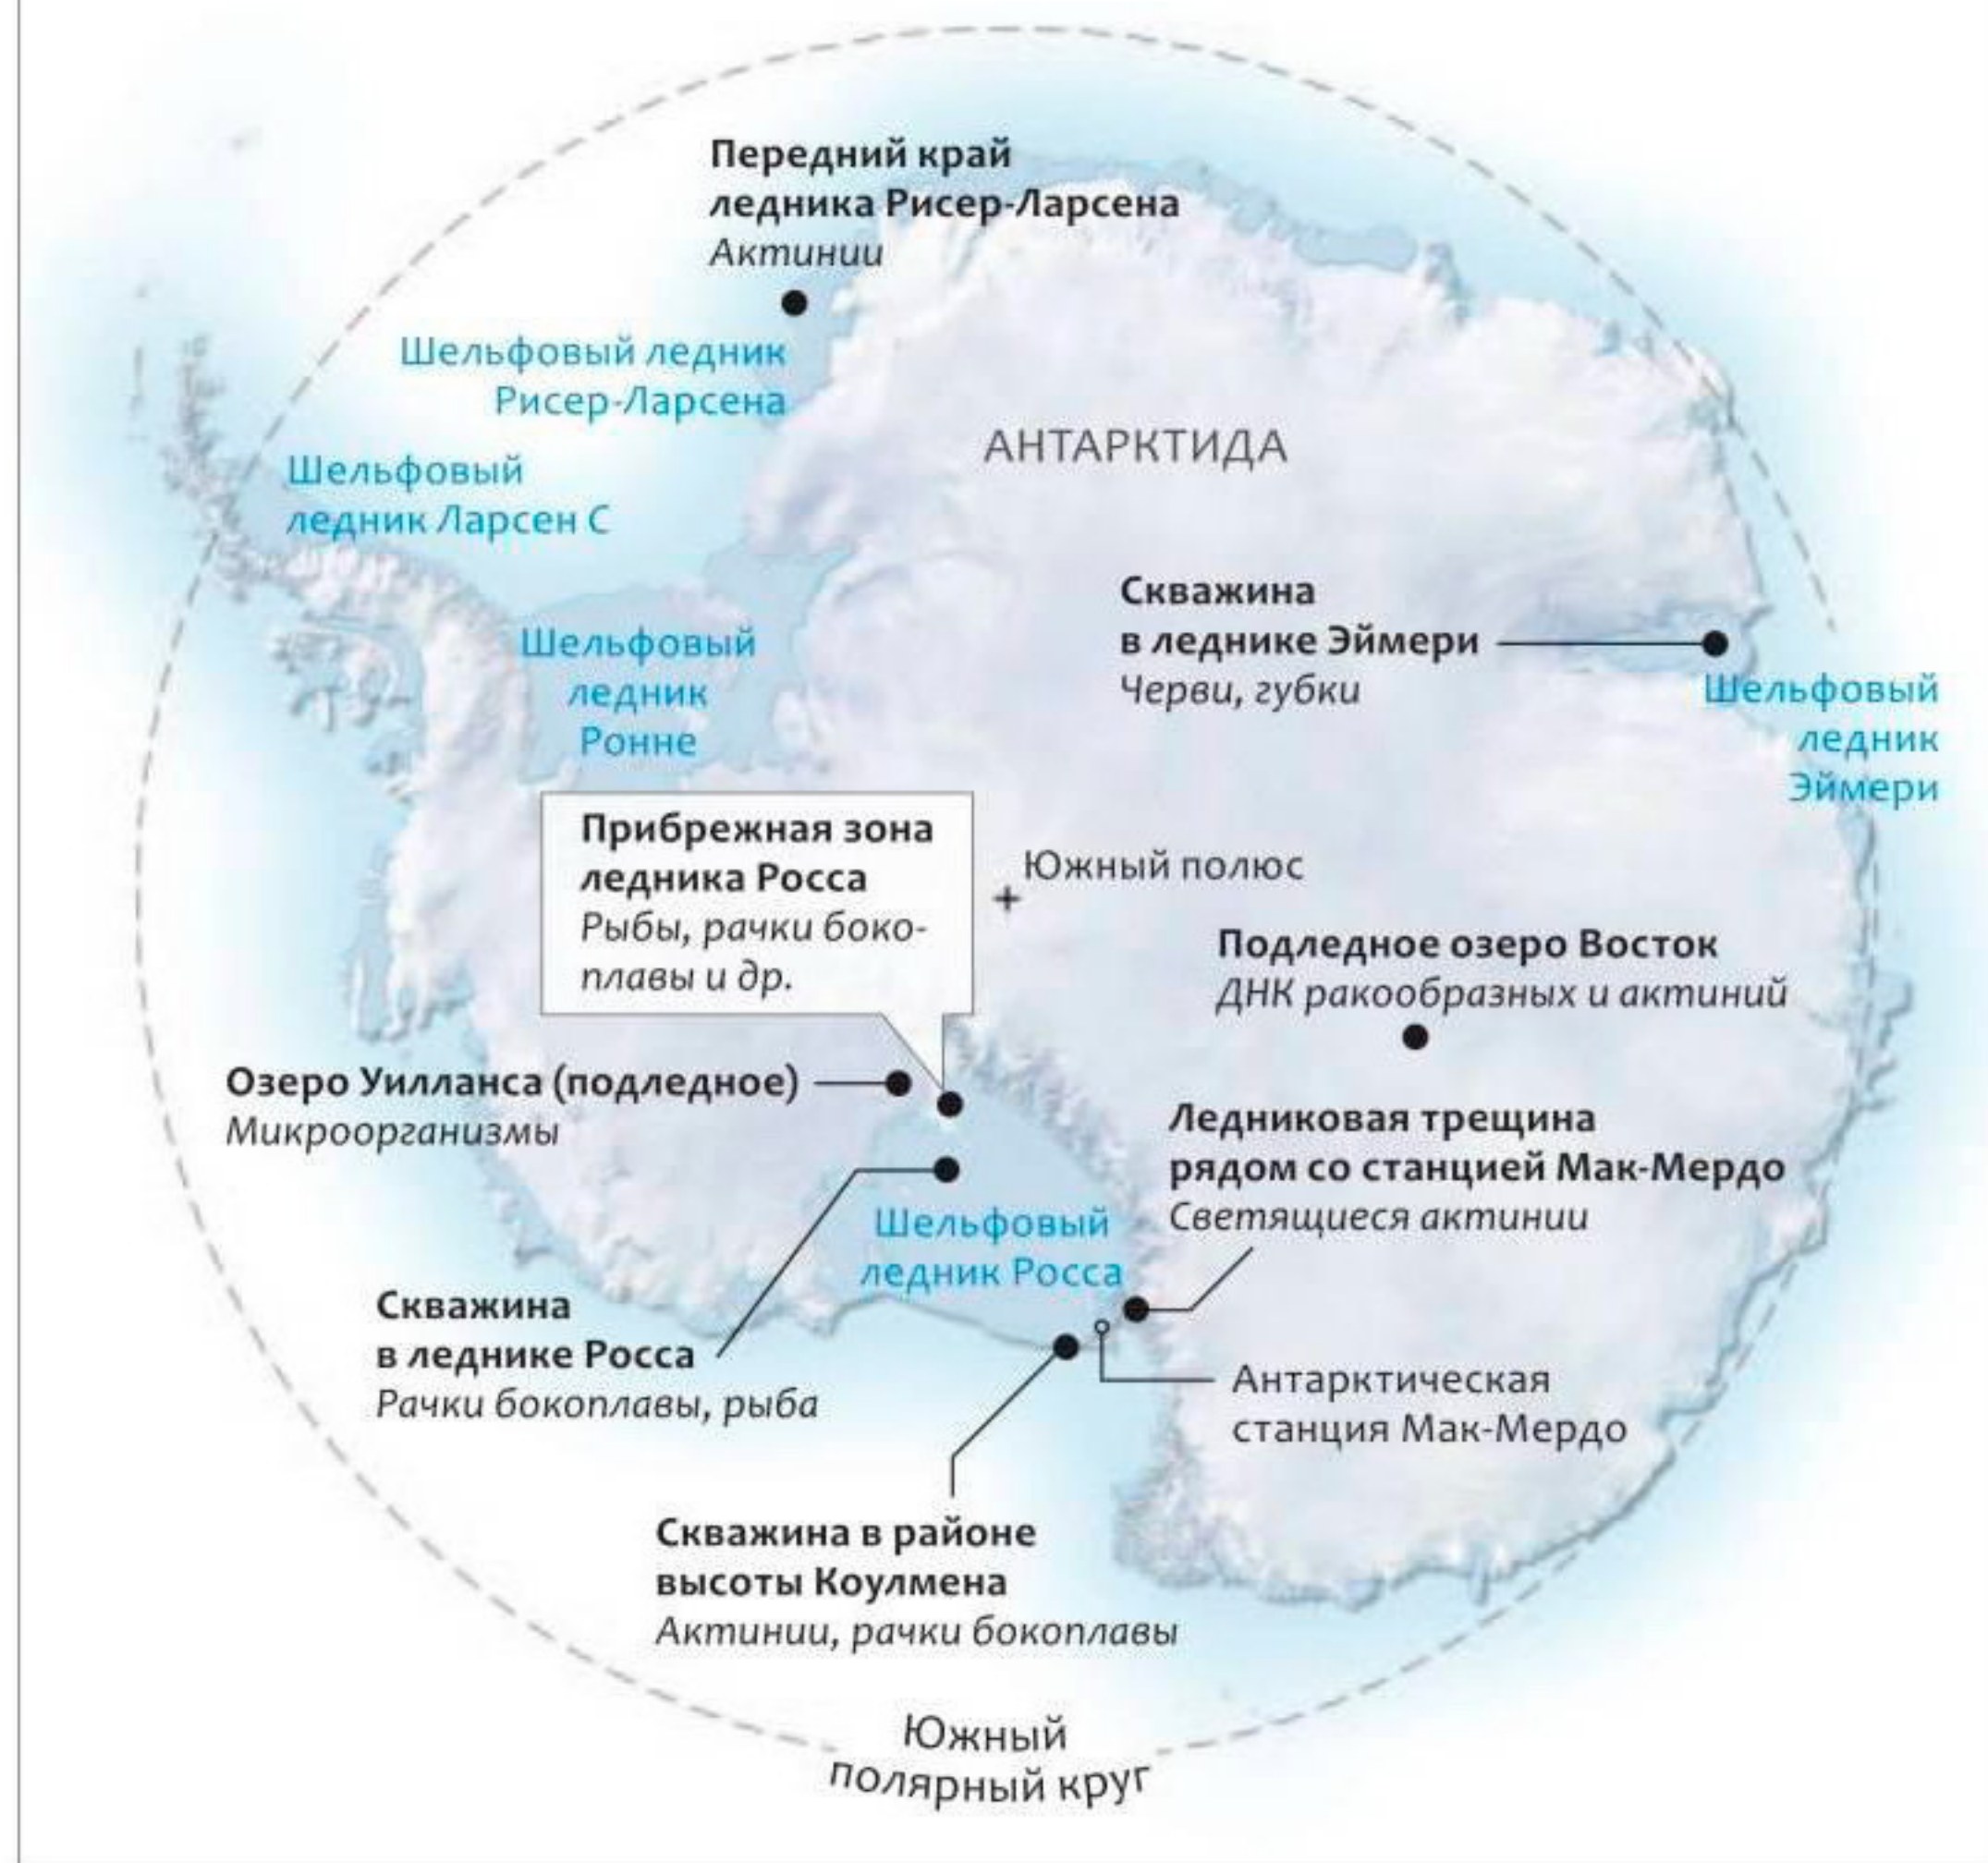 Передний край
ледника Рисер-Ларсена
Актинии
Шельфовый ледник
Рисер-Ларсена
Шельфовый
ледник Ларсен С
АНТАРКТИДА
Скважина
в леднике Эймери
Черви, губки
Шельфовый
ледник
Эймери
Шельфовый
ледник
Ронне
Прибрежная зона
ледника Росса
Рыбы, рачки боко-
плавы и др.
Южный полюс
Подледное озеро Восток
ДНК ракообразных и актиний
Озеро Уилланса (подледное)
Микроорганизмы
Ледниковая трещина
рядом со станцией Мак-Мердо
Светящиеся актинии
Шельфовый
ледник Росса
Скважина
в леднике Росса
Рачки бокоплавы, рыба
Антарктическая
станция Мак-Мердо
Скважина в районе
высоты Коулмена
Актинии, рачки бокоплавы
Южный
полярный круг